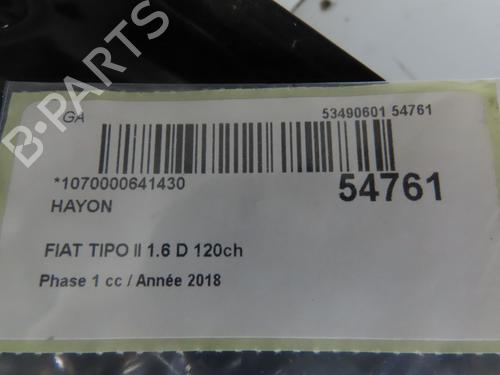 GA
53490601 54761
*1070000641430
54761
HAYON
FIAT TIPO II 1.6 D 120ch
Phase 1 cc / Année 2018
B-PARTS